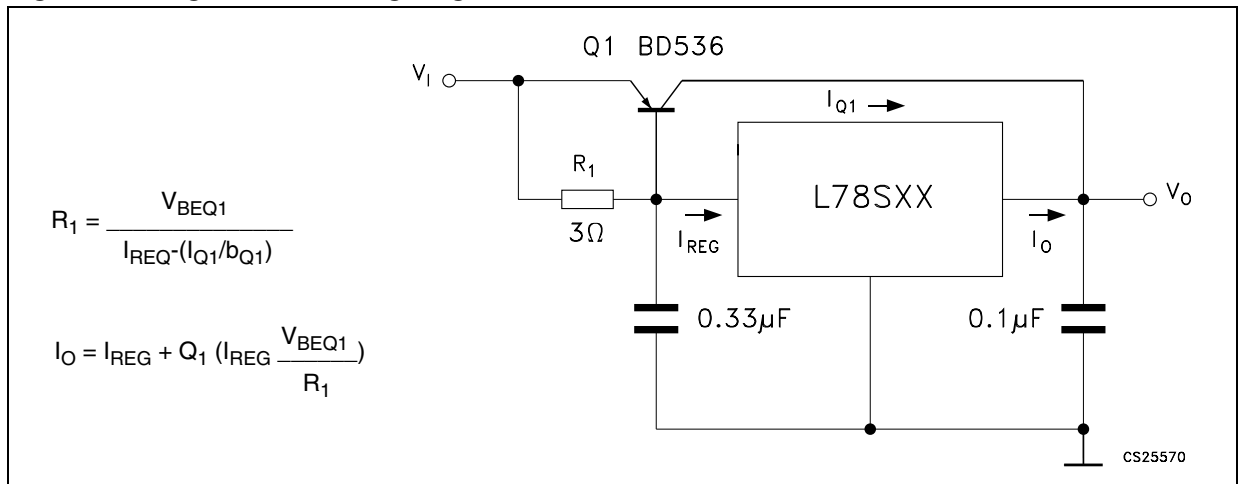 Q1 BD536
V_I
I_Q1
R_1
3Ω
I_REG
L78SXX
I_O
V_O
0.33µF
0.1µF
R_1 = V_BEQ1 / I_REQ-(I_Q1/b_Q1)
I_O = I_REG + Q_1 (I_REG V_BEQ1 / R_1)
CS25570